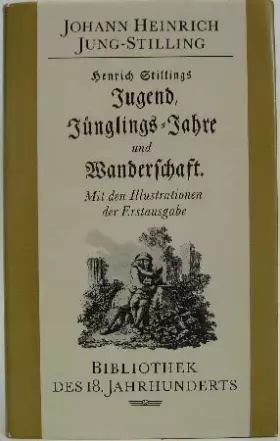 JOHANN HEINRICH
JUNG-STILLING
Henrich Stillings
Jugend,
Jünglings-Jahre
und
Wanderschaft.
Mit den Illustrationen
der Erstausgabe
BIBLIOTHEK
DES 18. JAHRHUNDERTS